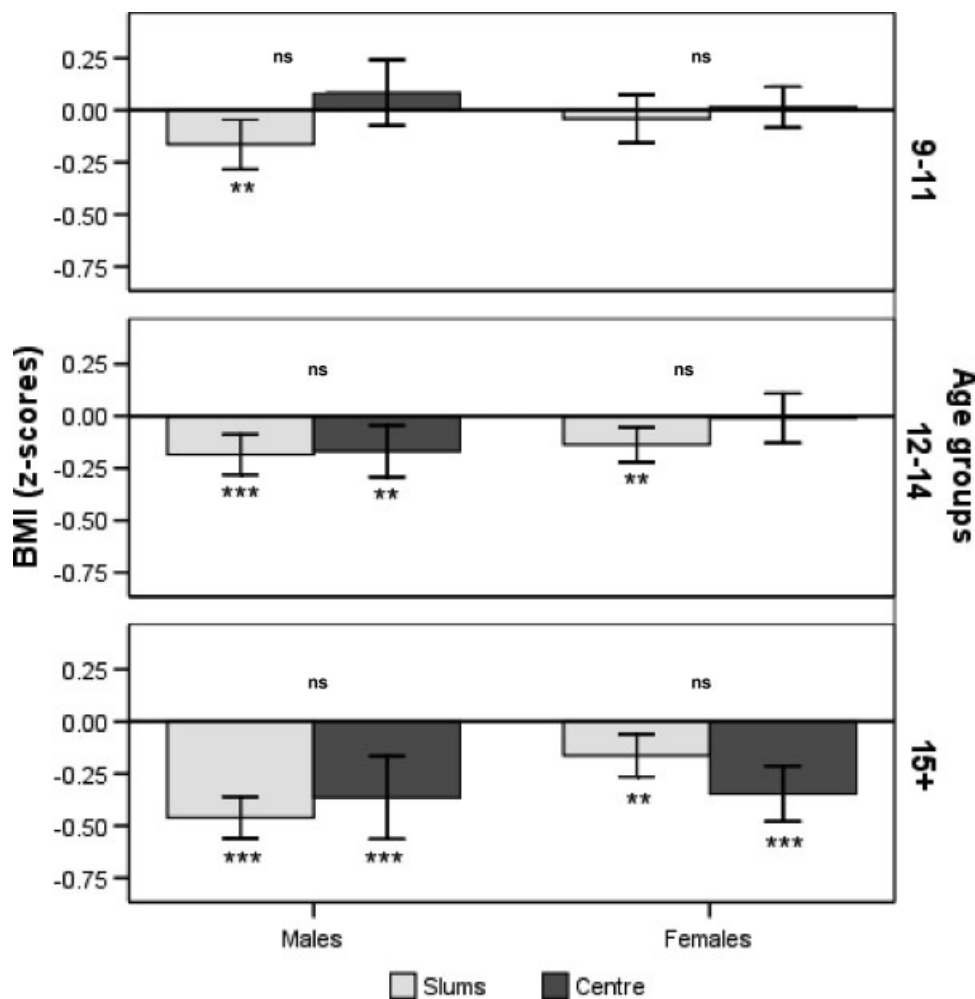 ns ns
0.25
0.00
-0.25
-0.50
-0.75
**
9-11
ns ns
0.25
0.00
-0.25
-0.50
-0.75
*** ** **
12-14
ns ns
0.25
0.00
-0.25
-0.50
-0.75
*** *** ** ***
15+
BMI (z-scores)
Age groups
Males Females
Slums Centre